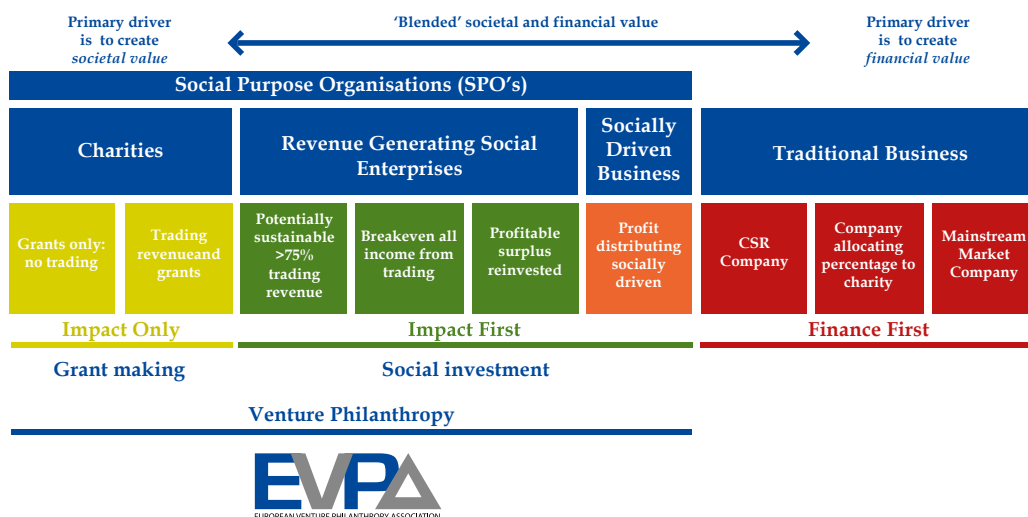 Primary driver
is to create
societal value
‘Blended’ societal and financial value
Primary driver
is to create
financial value
Social Purpose Organisations (SPO’s)
Charities
Revenue Generating Social
Enterprises
Socially
Driven
Business
Traditional Business
Grants only:
no trading
Trading
revenueand
grants
Potentially
sustainable
>75%
trading
revenue
Breakeven all
income from
trading
Profitable
surplus
reinvested
Profit
distributing
socially
driven
CSR
Company
Company
allocating
percentage to
charity
Mainstream
Market
Company
Impact Only
Impact First
Finance First
Grant making
Social investment
Venture Philanthropy
EVPA
EUROPEAN VENTURE PHILANTHROPY ASSOCIATION